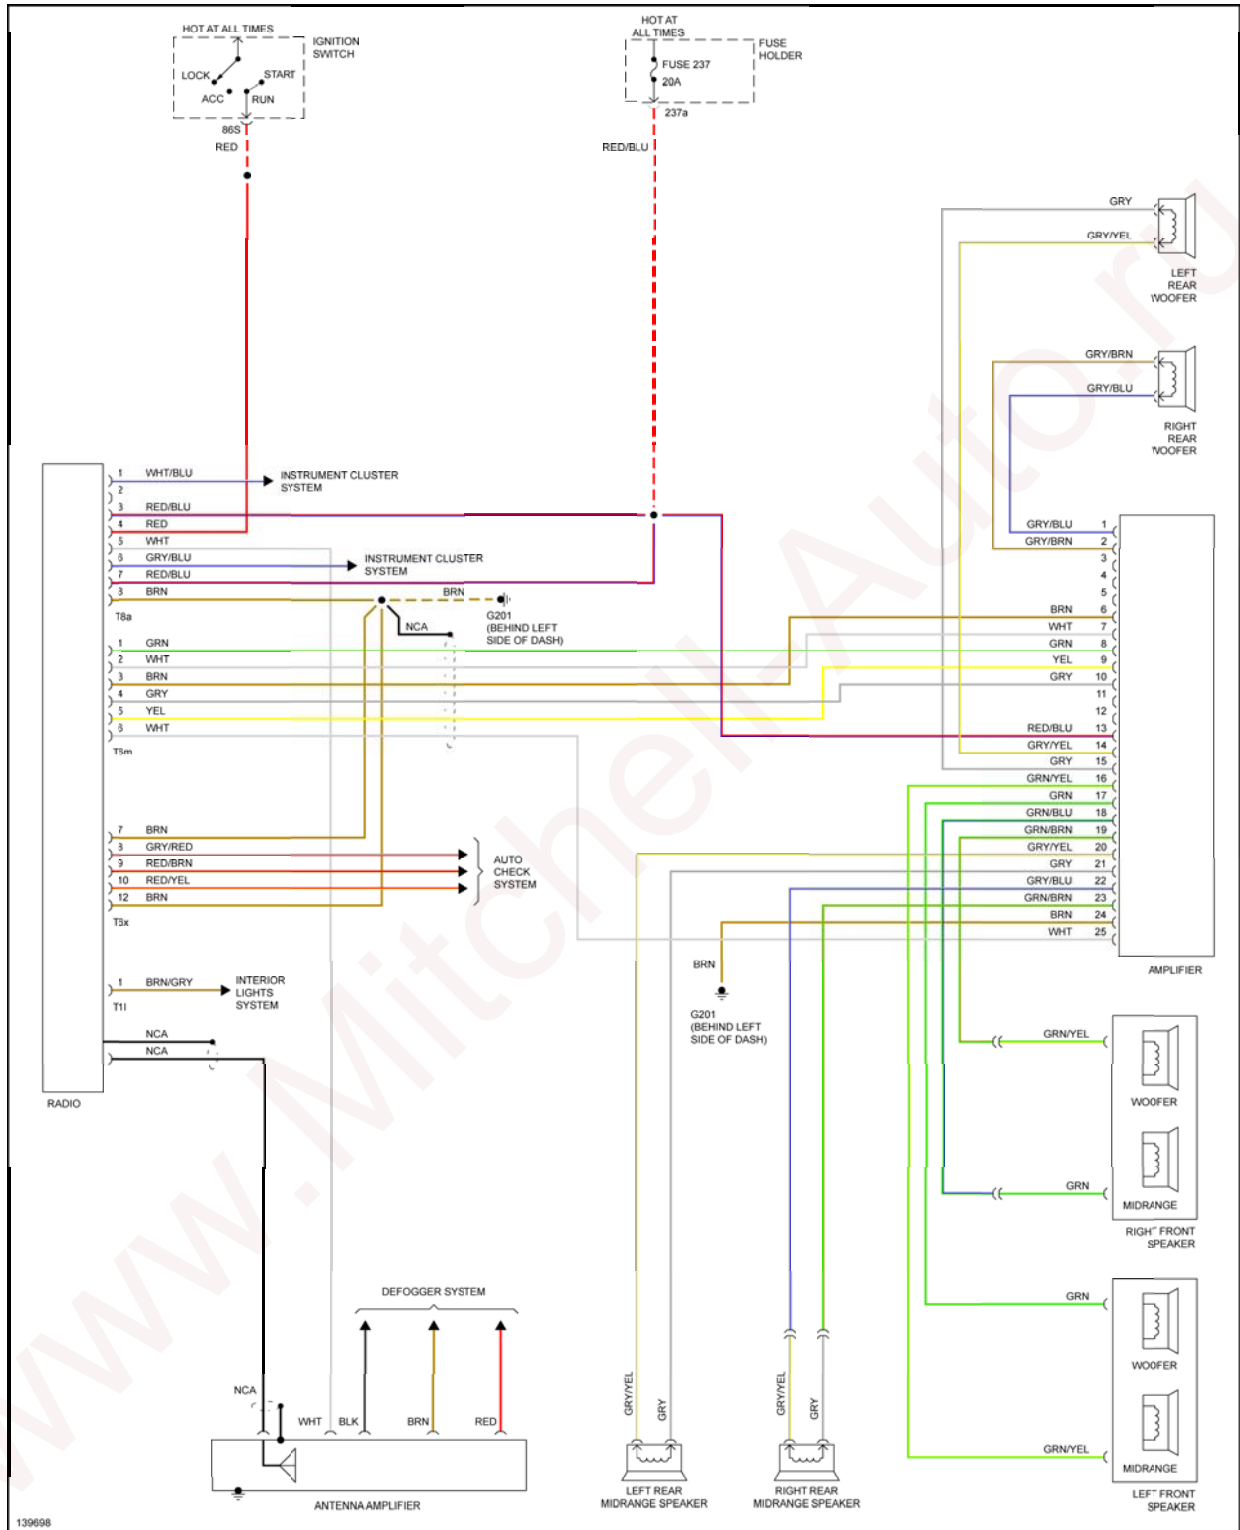 HOT AT ALL TIMES
IGNITION
SWITCH
LOCK
START
ACC
RUN
86S
RED
HOT AT
ALL TIMES
FUSE
HOLDER
FUSE 237
20A
237a
RED/BLU
GRY
GRY/YEL
LEFT
REAR
WOOFER
GRY/BRN
GRY/BLU
RIGHT
REAR
WOOFER
1 WHT/BLU
INSTRUMENT CLUSTER
SYSTEM
2
3 RED/BLU
4 RED
5 WHT
6 GRY/BLU
INSTRUMENT CLUSTER
SYSTEM
7 RED/BLU
8 BRN
T8a
BRN
G201
(BEHIND LEFT
SIDE OF DASH)
NCA
1 GRN
2 WHT
3 BRN
4 GRY
5 YEL
6 WHT
7 BRN
8 GRY/RED
9 RED/BRN
10 RED/YEL
12 BRN
AUTO
CHECK
SYSTEM
1 BRN/GRY
INTERIOR
LIGHTS
SYSTEM
NCA
NCA
RADIO
GRY/BLU 1
GRY/BRN 2
3
4
5
BRN 6
WHT 7
GRN 8
YEL 9
GRY 10
11
12
RED/BLU 13
GRY/YEL 14
GRY 15
GRN/YEL 16
GRN 17
GRN/BLU 18
GRN/BRN 19
GRY/YEL 20
GRY 21
GRY/BLU 22
GRN/BRN 23
BRN 24
WHT 25
AMPLIFIER
BRN
G201
(BEHIND LEFT
SIDE OF DASH)
GRN/YEL
WOOFER
GRN
MIDRANGE
RIGHT FRONT
SPEAKER
GRN
WOOFER
GRN/YEL
MIDRANGE
LEFT FRONT
SPEAKER
DEFOGGER SYSTEM
NCA
WHT
BLK
BRN
RED
ANTENNA AMPLIFIER
GRY/YEL
GRY
LEFT REAR
MIDRANGE SPEAKER
GRY/YEL
GRY
RIGHT REAR
MIDRANGE SPEAKER
139698
www.Mitchell-Auto.ru